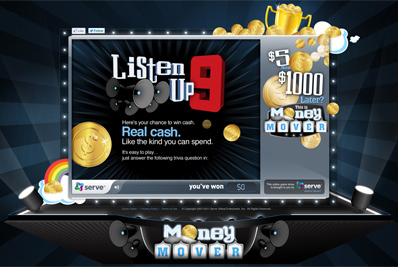 Like
Follow
Listen
Up 9
Here's your chance to win cash.
Real cash.
Like the kind you can spend.
It's easy to play...
just answer the following trivia question in:
$5
$1000
Later?
This is
Money
MOVER
serve
you've won $0
serve
Money
MOVER